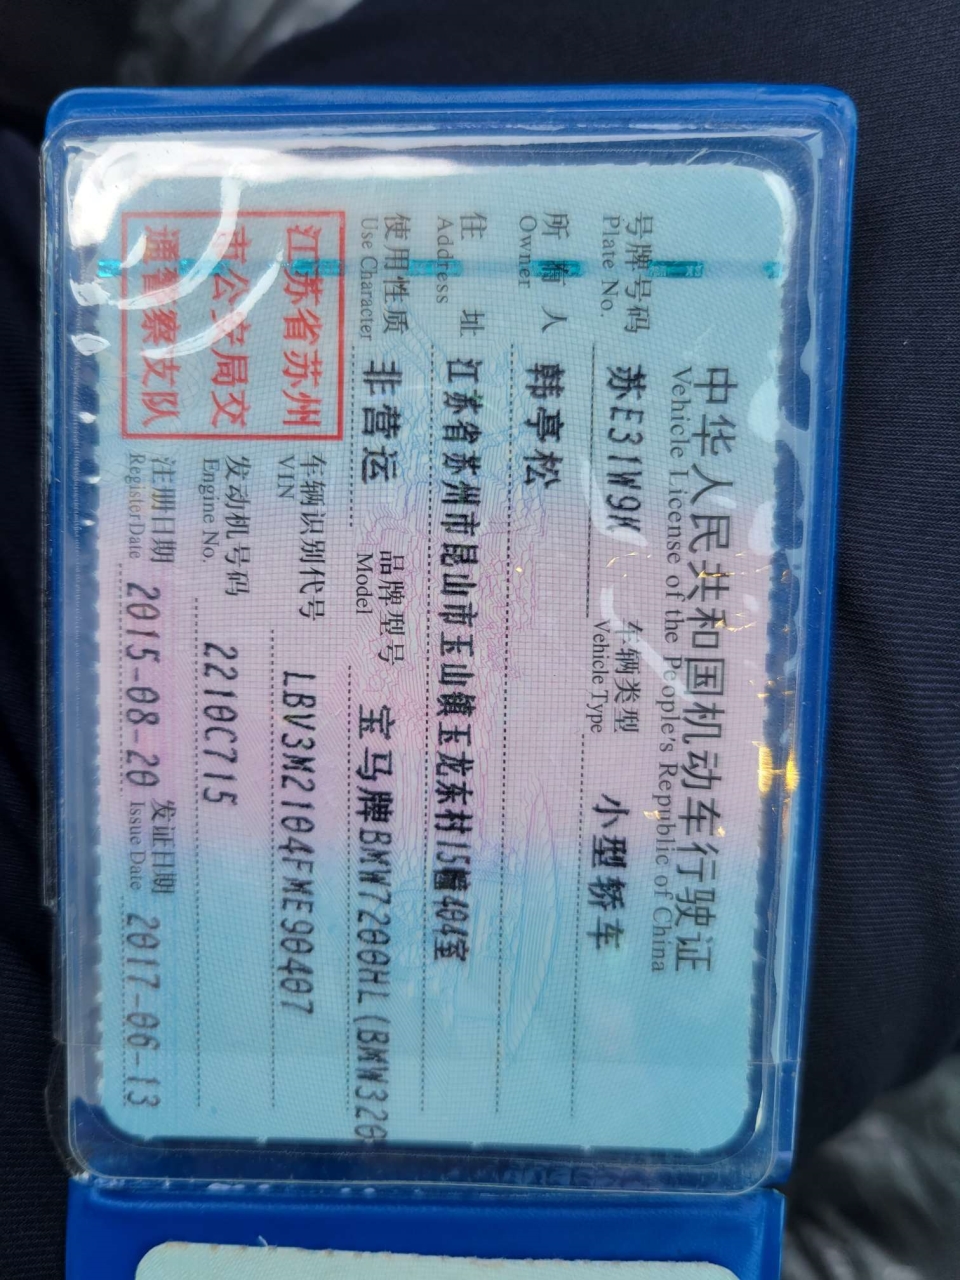 中华人民共和国机动车行驶证
Vehicle License of the People's Republic of China
号牌号码 苏E31W9K 车辆类型 小型轿车
Plate No. Vehicle Type
所有人 韩亭松
Owner
住址 江苏省苏州市昆山市玉山镇玉龙东村15幢404室
Address
使用性质 非营运 品牌型号 宝马牌BMW7200HL(BMW320
Use Character Model
江苏省苏州
市公安局交
通警察支队
车辆识别代号 LBV3M2104FME90407
VIN
发动机号码 2210C715
Engine No.
注册日期 2015-08-20 发证日期 2017-06-13
Register Date Issue Date